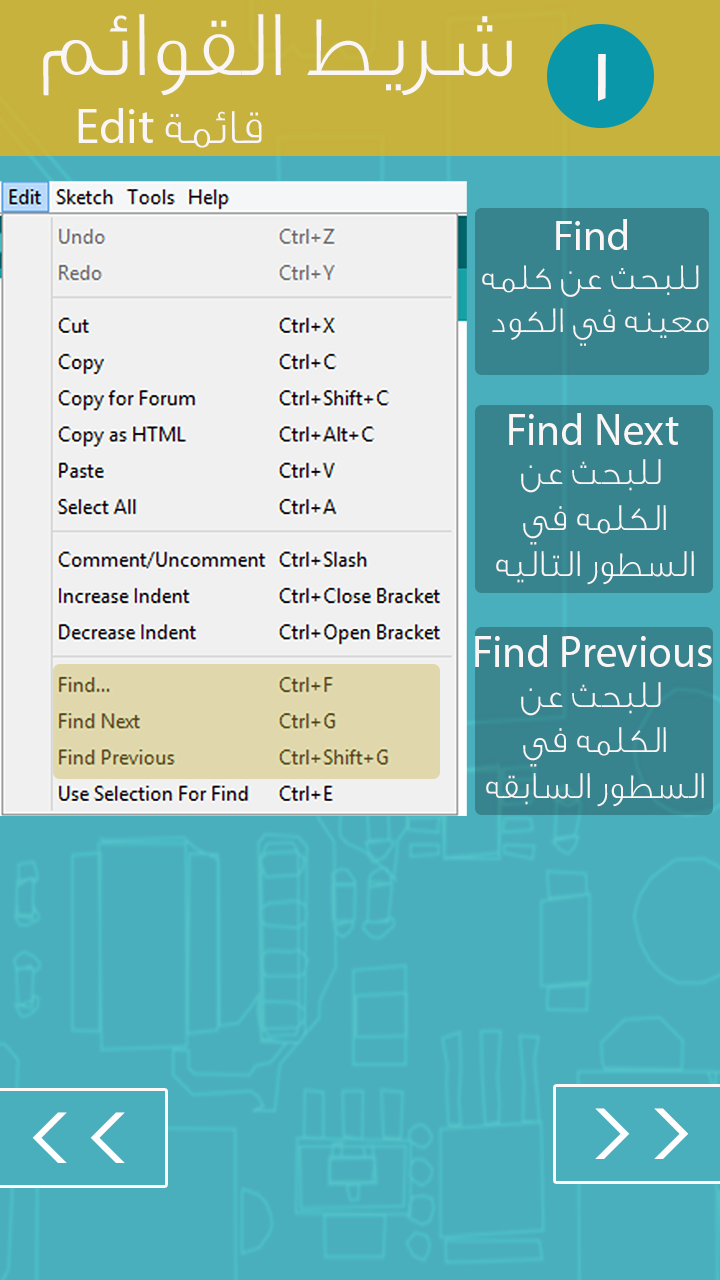 شريط القوائم
١
قائمة Edit
Edit Sketch Tools Help
Undo Ctrl+Z
Redo Ctrl+Y
Cut Ctrl+X
Copy Ctrl+C
Copy for Forum Ctrl+Shift+C
Copy as HTML Ctrl+Alt+C
Paste Ctrl+V
Select All Ctrl+A
Comment/Uncomment Ctrl+Slash
Increase Indent Ctrl+Close Bracket
Decrease Indent Ctrl+Open Bracket
Find... Ctrl+F
Find Next Ctrl+G
Find Previous Ctrl+Shift+G
Use Selection For Find Ctrl+E
Find
للبحث عن كلمه
معينه في الكود
Find Next
للبحث عن
الكلمه في
السطور التاليه
Find Previous
للبحث عن
الكلمه في
السطور السابقه